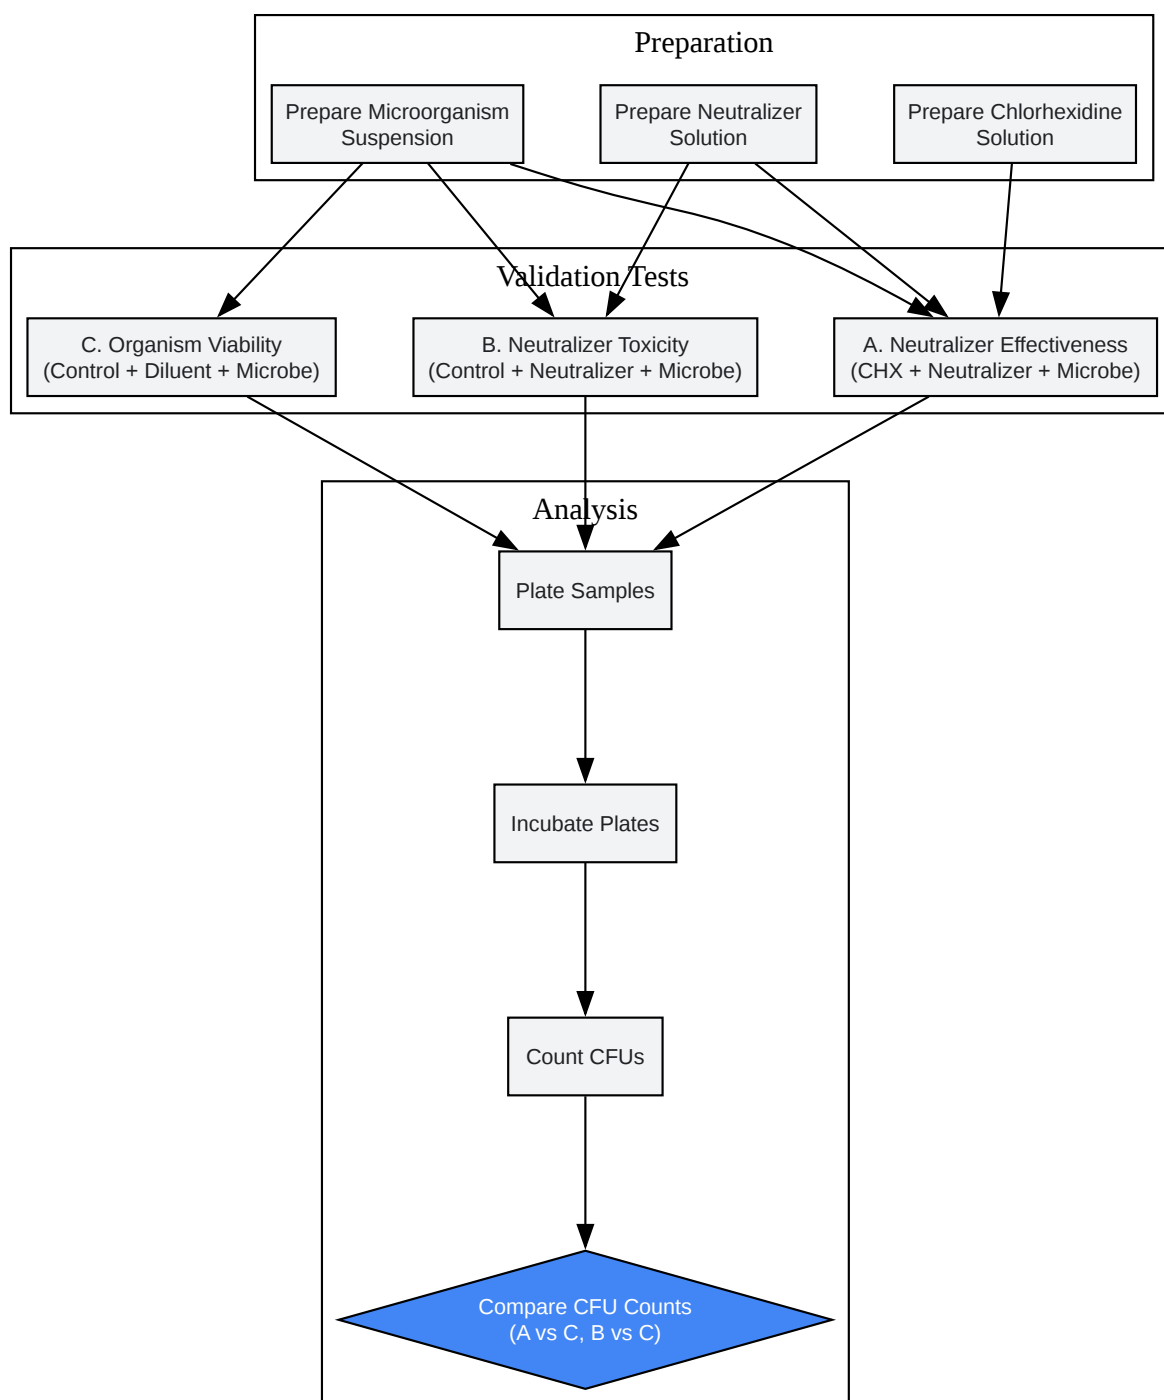 Preparation
Prepare Microorganism
Suspension
Prepare Neutralizer
Solution
Prepare Chlorhexidine
Solution
Validation Tests
C. Organism Viability
(Control + Diluent + Microbe)
B. Neutralizer Toxicity
(Control + Neutralizer + Microbe)
A. Neutralizer Effectiveness
(CHX + Neutralizer + Microbe)
Analysis
Plate Samples
Incubate Plates
Count CFUs
Compare CFU Counts
(A vs C, B vs C)